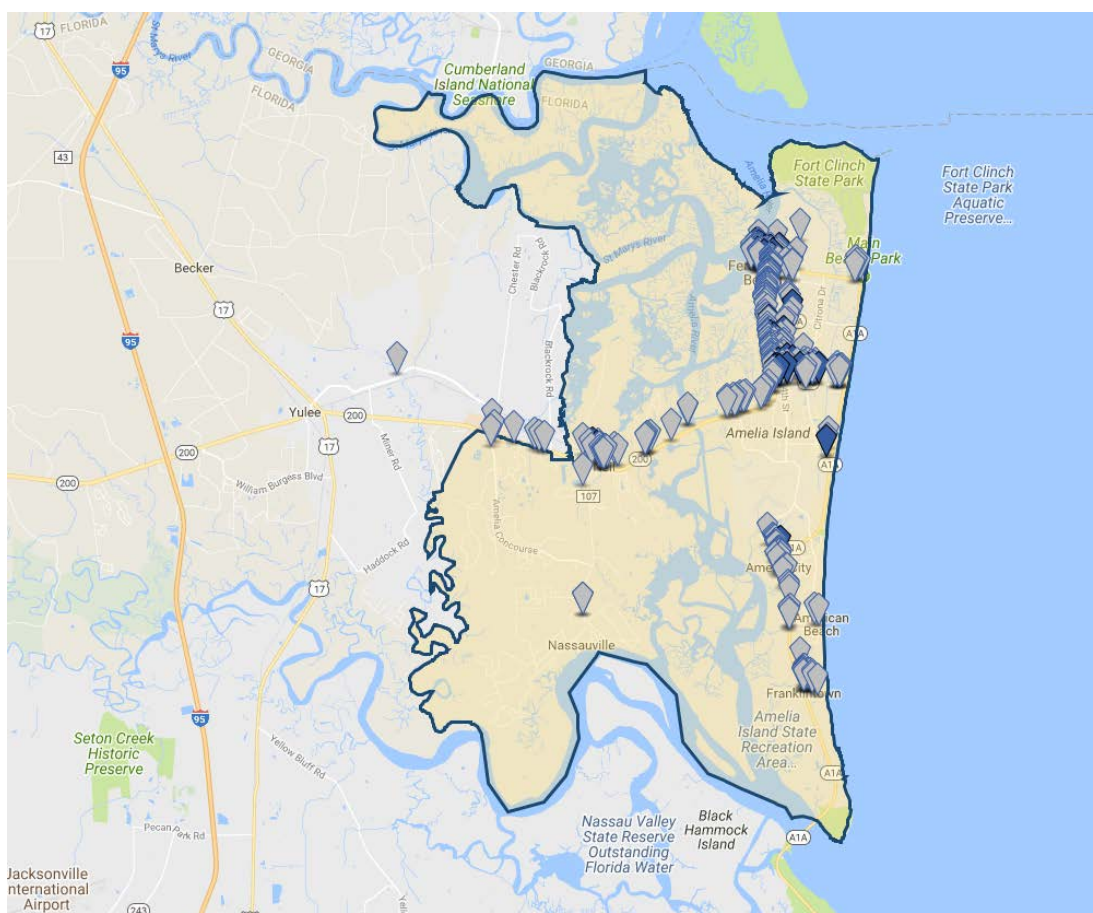 17
FLORIDA
St Marys River
GEORGIA
95
FLORIDA
Cumberland
Island National
Seashore
GEORGIA
FLORIDA
43
Fort Clinch
State Park
Fort Clinch
State Park
Aquatic
Preserve...
Becker
Chester Rd
Blackrock
Rd
St Marys River
Main
Beach Park
17
Citrona Dr
Amelia River
A1A
95
Blackrock Rd
A1A
Yulee
200
200
Amelia Island
17
Miner Rd
200
A1A
200
William Burgess Blvd
107
Amelia Concourse
A1A
Haddock Rd
17
American
Beach
Nassauville
Franklintown
Amelia
Island State
Recreation
Area...
95
Seton Creek
Historic
Preserve
Yellow Bluff Rd
A1A
Pecan Park Rd
Nassau Valley
State Reserve
Outstanding
Florida Water
Black
Hammock
Island
A1A
Jacksonville
International
Airport
243